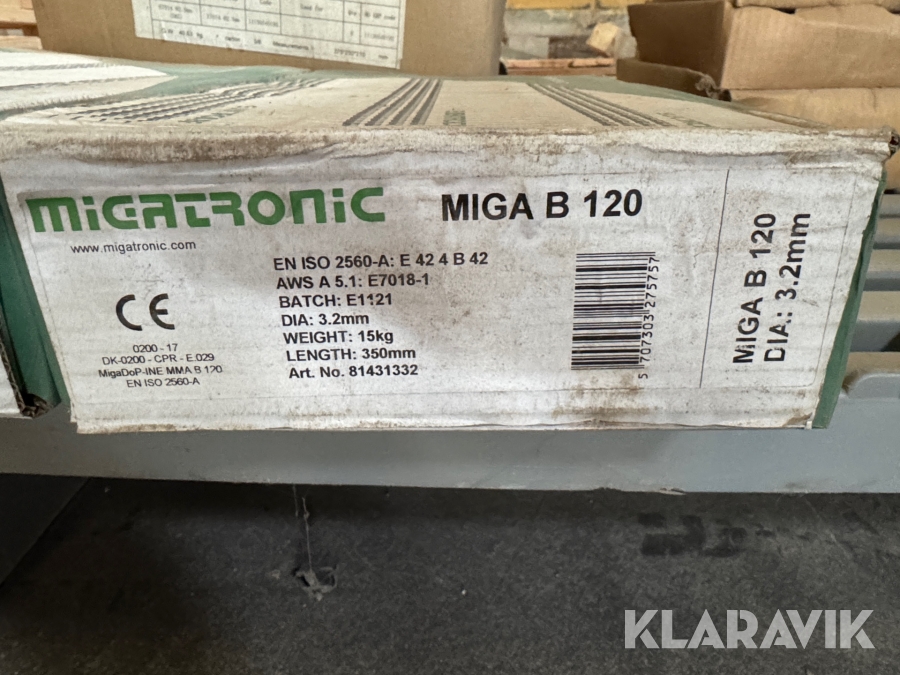 MiGATRONiC
MIGA B 120
www.migatronic.com
EN ISO 2560-A: E 42 4 B 42
AWS A 5.1: E7018-1
BATCH: E1121
DIA: 3.2mm
WEIGHT: 15kg
LENGTH: 350mm
Art. No. 81431332
CE
0200 - 17
DK-0200 - CPR - E.029
MigaDoP-INE MMA B 120
EN ISO 2560-A
5 707303 275757
MIGA B 120
DIA: 3.2mm
KLARAVIK